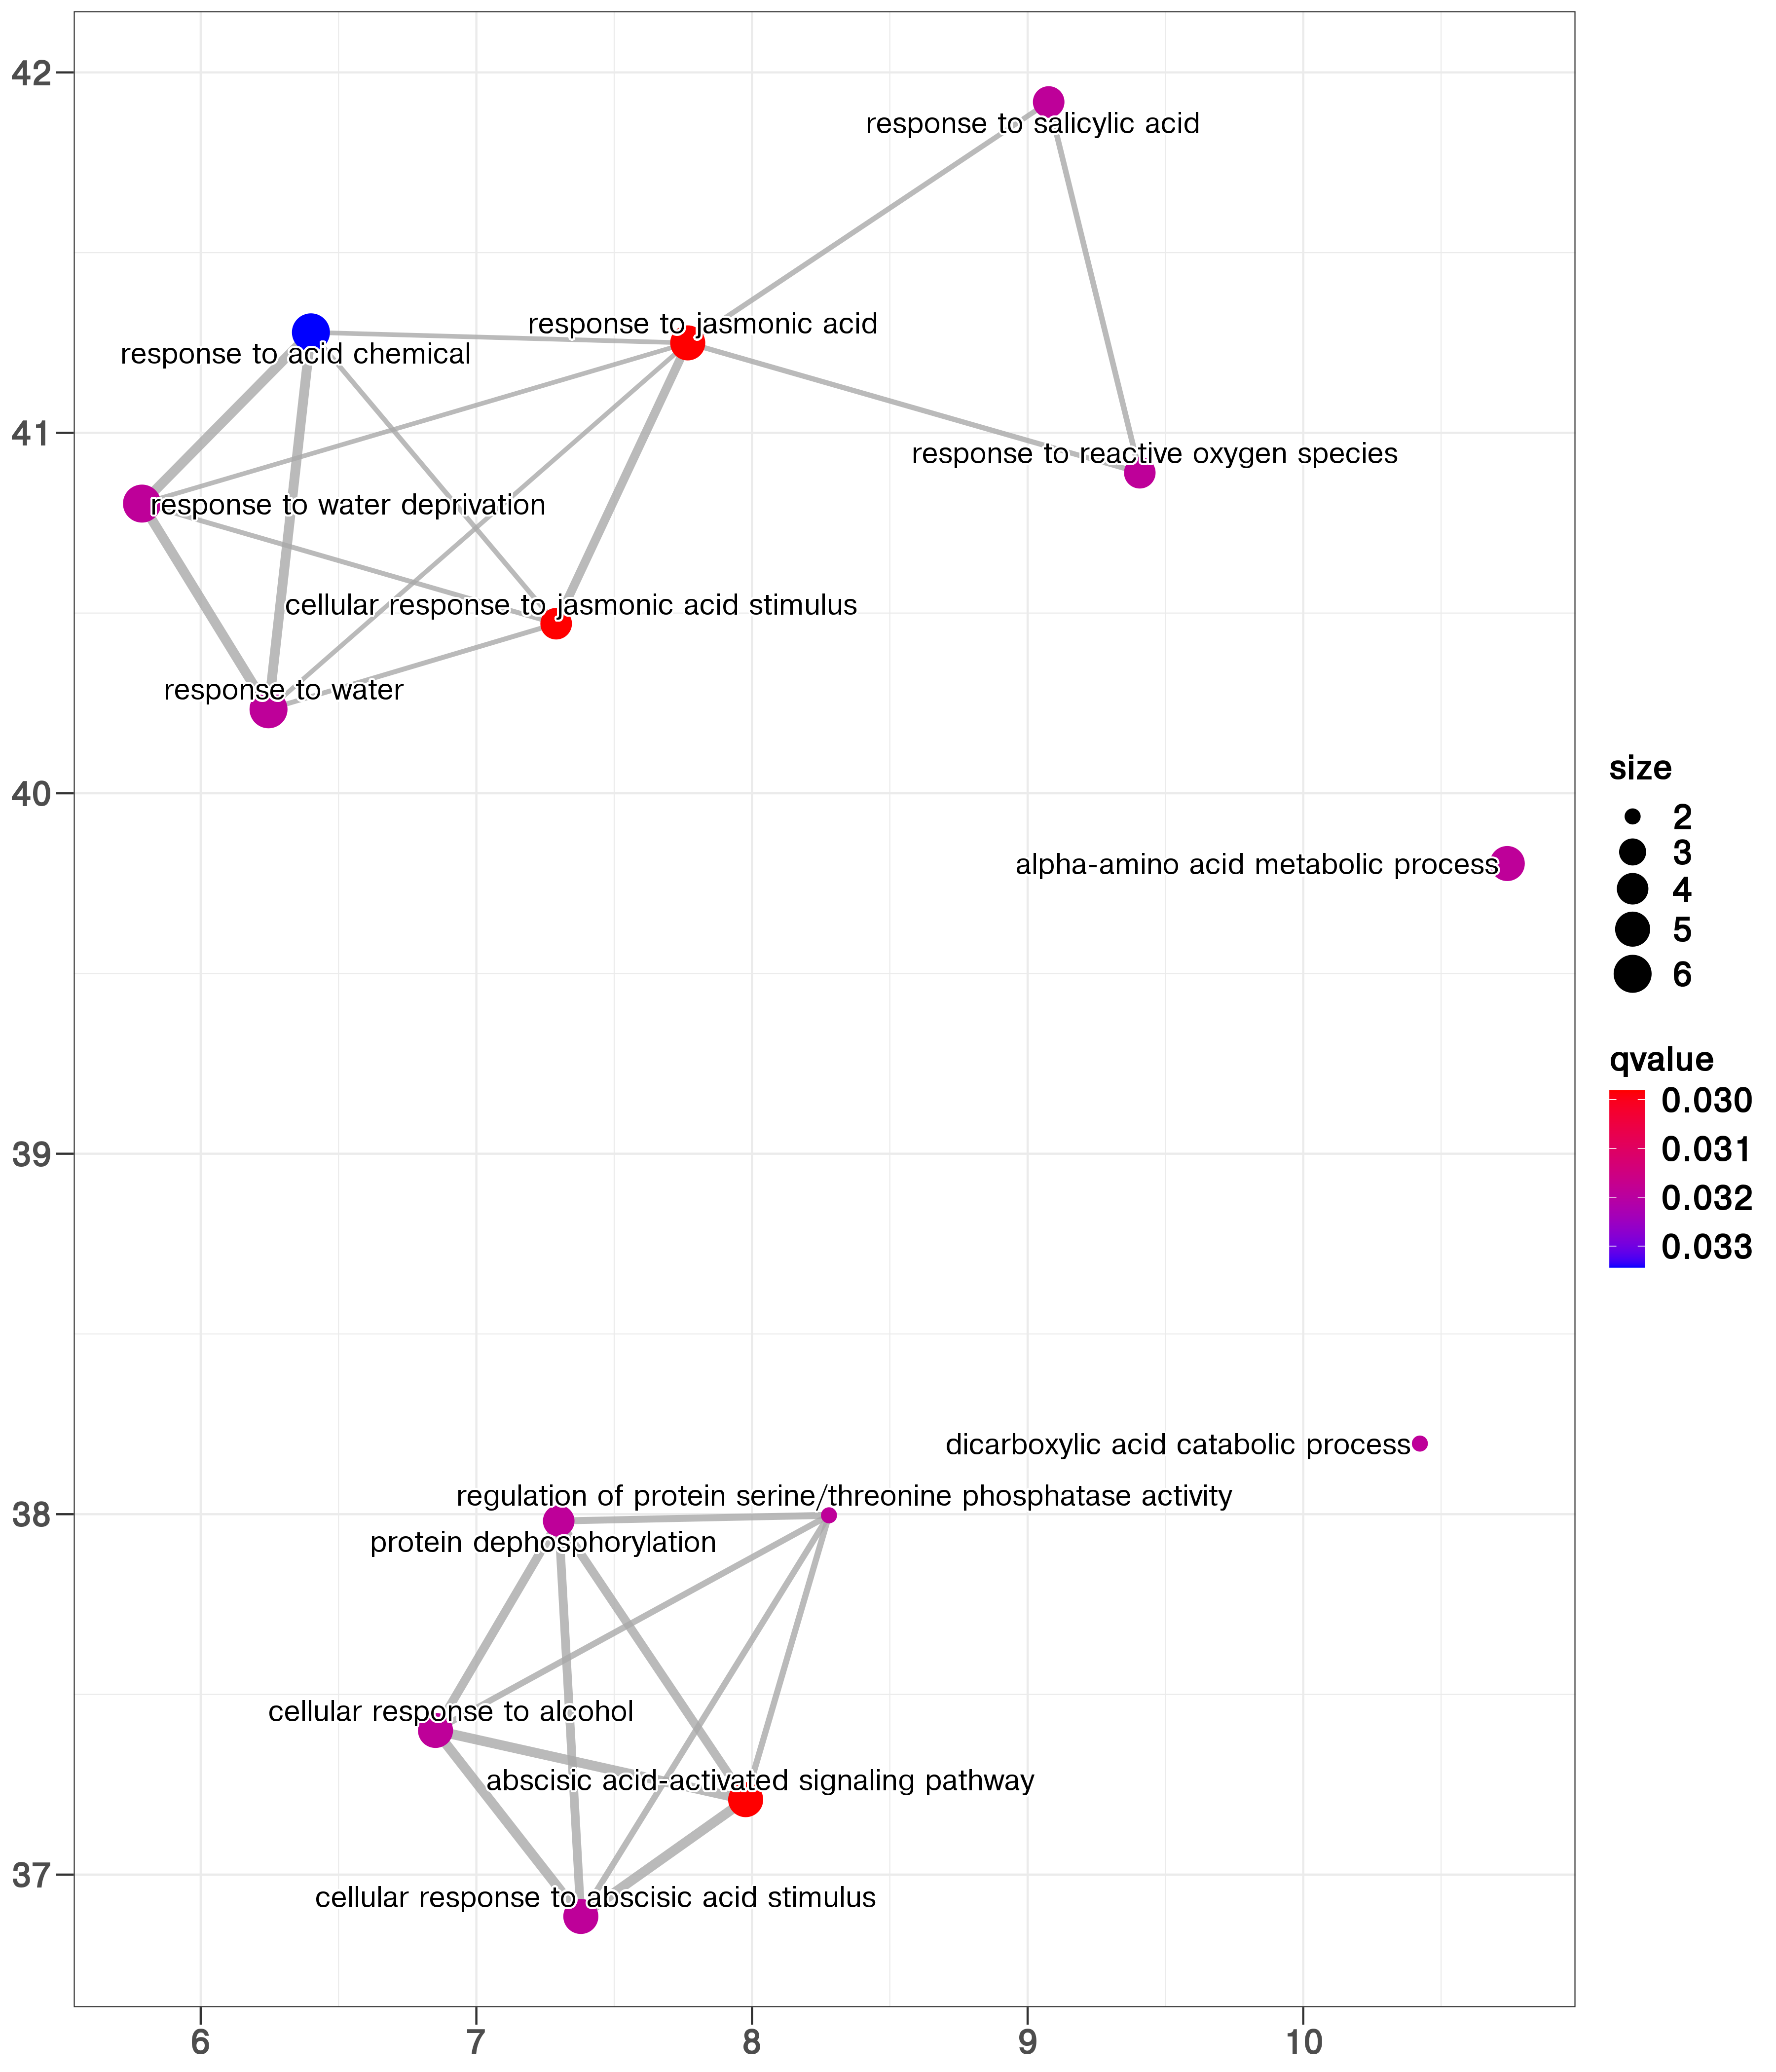 42
response to salicylic acid
response to jasmonic acid
response to acid chemical
41
response to reactive oxygen species
response to water deprivation
cellular response to jasmonic acid stimulus
response to water
40
alpha-amino acid metabolic process
39
dicarboxylic acid catabolic process
38
regulation of protein serine/threonine phosphatase activity
protein dephosphorylation
cellular response to alcohol
abscisic acid-activated signaling pathway
37
cellular response to abscisic acid stimulus
6 7 8 9 10
size
2
3
4
5
6
qvalue
0.030
0.031
0.032
0.033